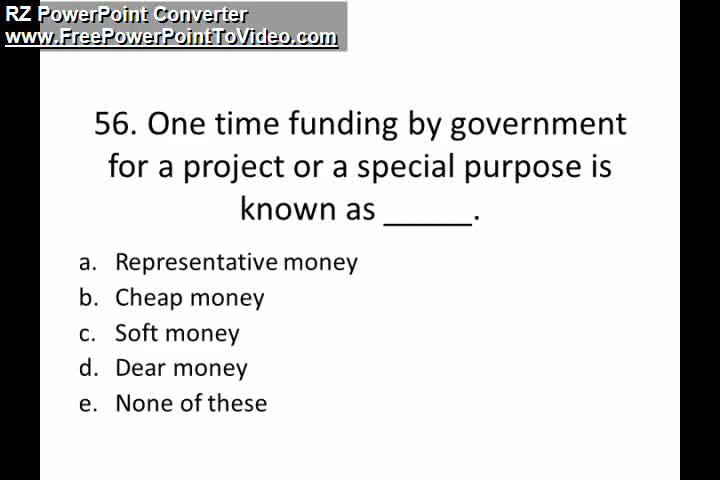 RZ PowerPoint Converter
www.FreePowerPointToVideo.com
56. One time funding by government
for a project or a special purpose is
known as _____.
a. Representative money
b. Cheap money
c. Soft money
d. Dear money
e. None of these